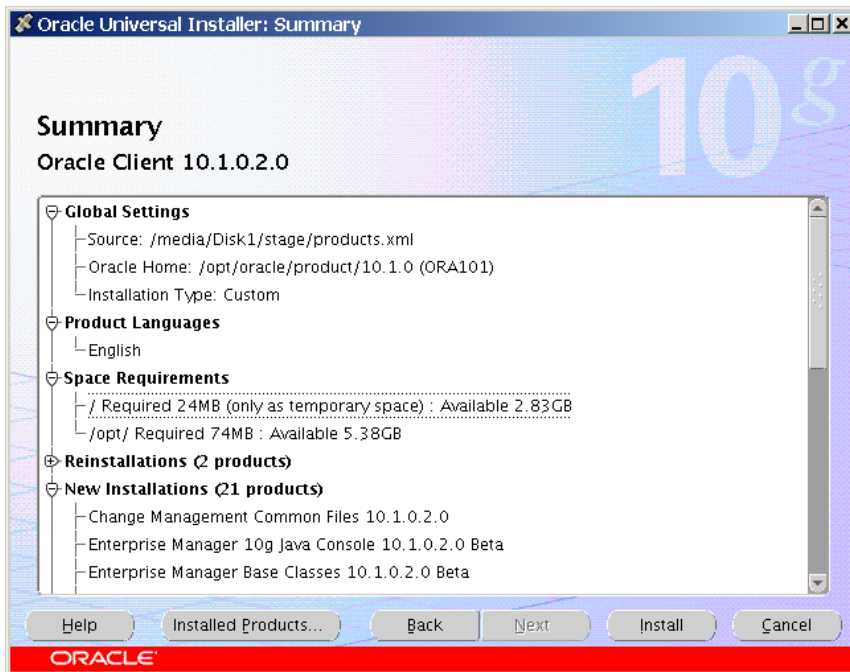 Oracle Universal Installer: Summary
10g
Summary
Oracle Client 10.1.0.2.0
Global Settings
Source: /media/Disk1/stage/products.xml
Oracle Home: /opt/oracle/product/10.1.0 (ORA101)
Installation Type: Custom
Product Languages
English
Space Requirements
/ Required 24MB (only as temporary space) : Available 2.83GB
/opt/ Required 74MB : Available 5.38GB
Reinstallations (2 products)
New Installations (21 products)
Change Management Common Files 10.1.0.2.0
Enterprise Manager 10g Java Console 10.1.0.2.0 Beta
Enterprise Manager Base Classes 10.1.0.2.0 Beta
Help Installed Products... Back Next Install Cancel
ORACLE